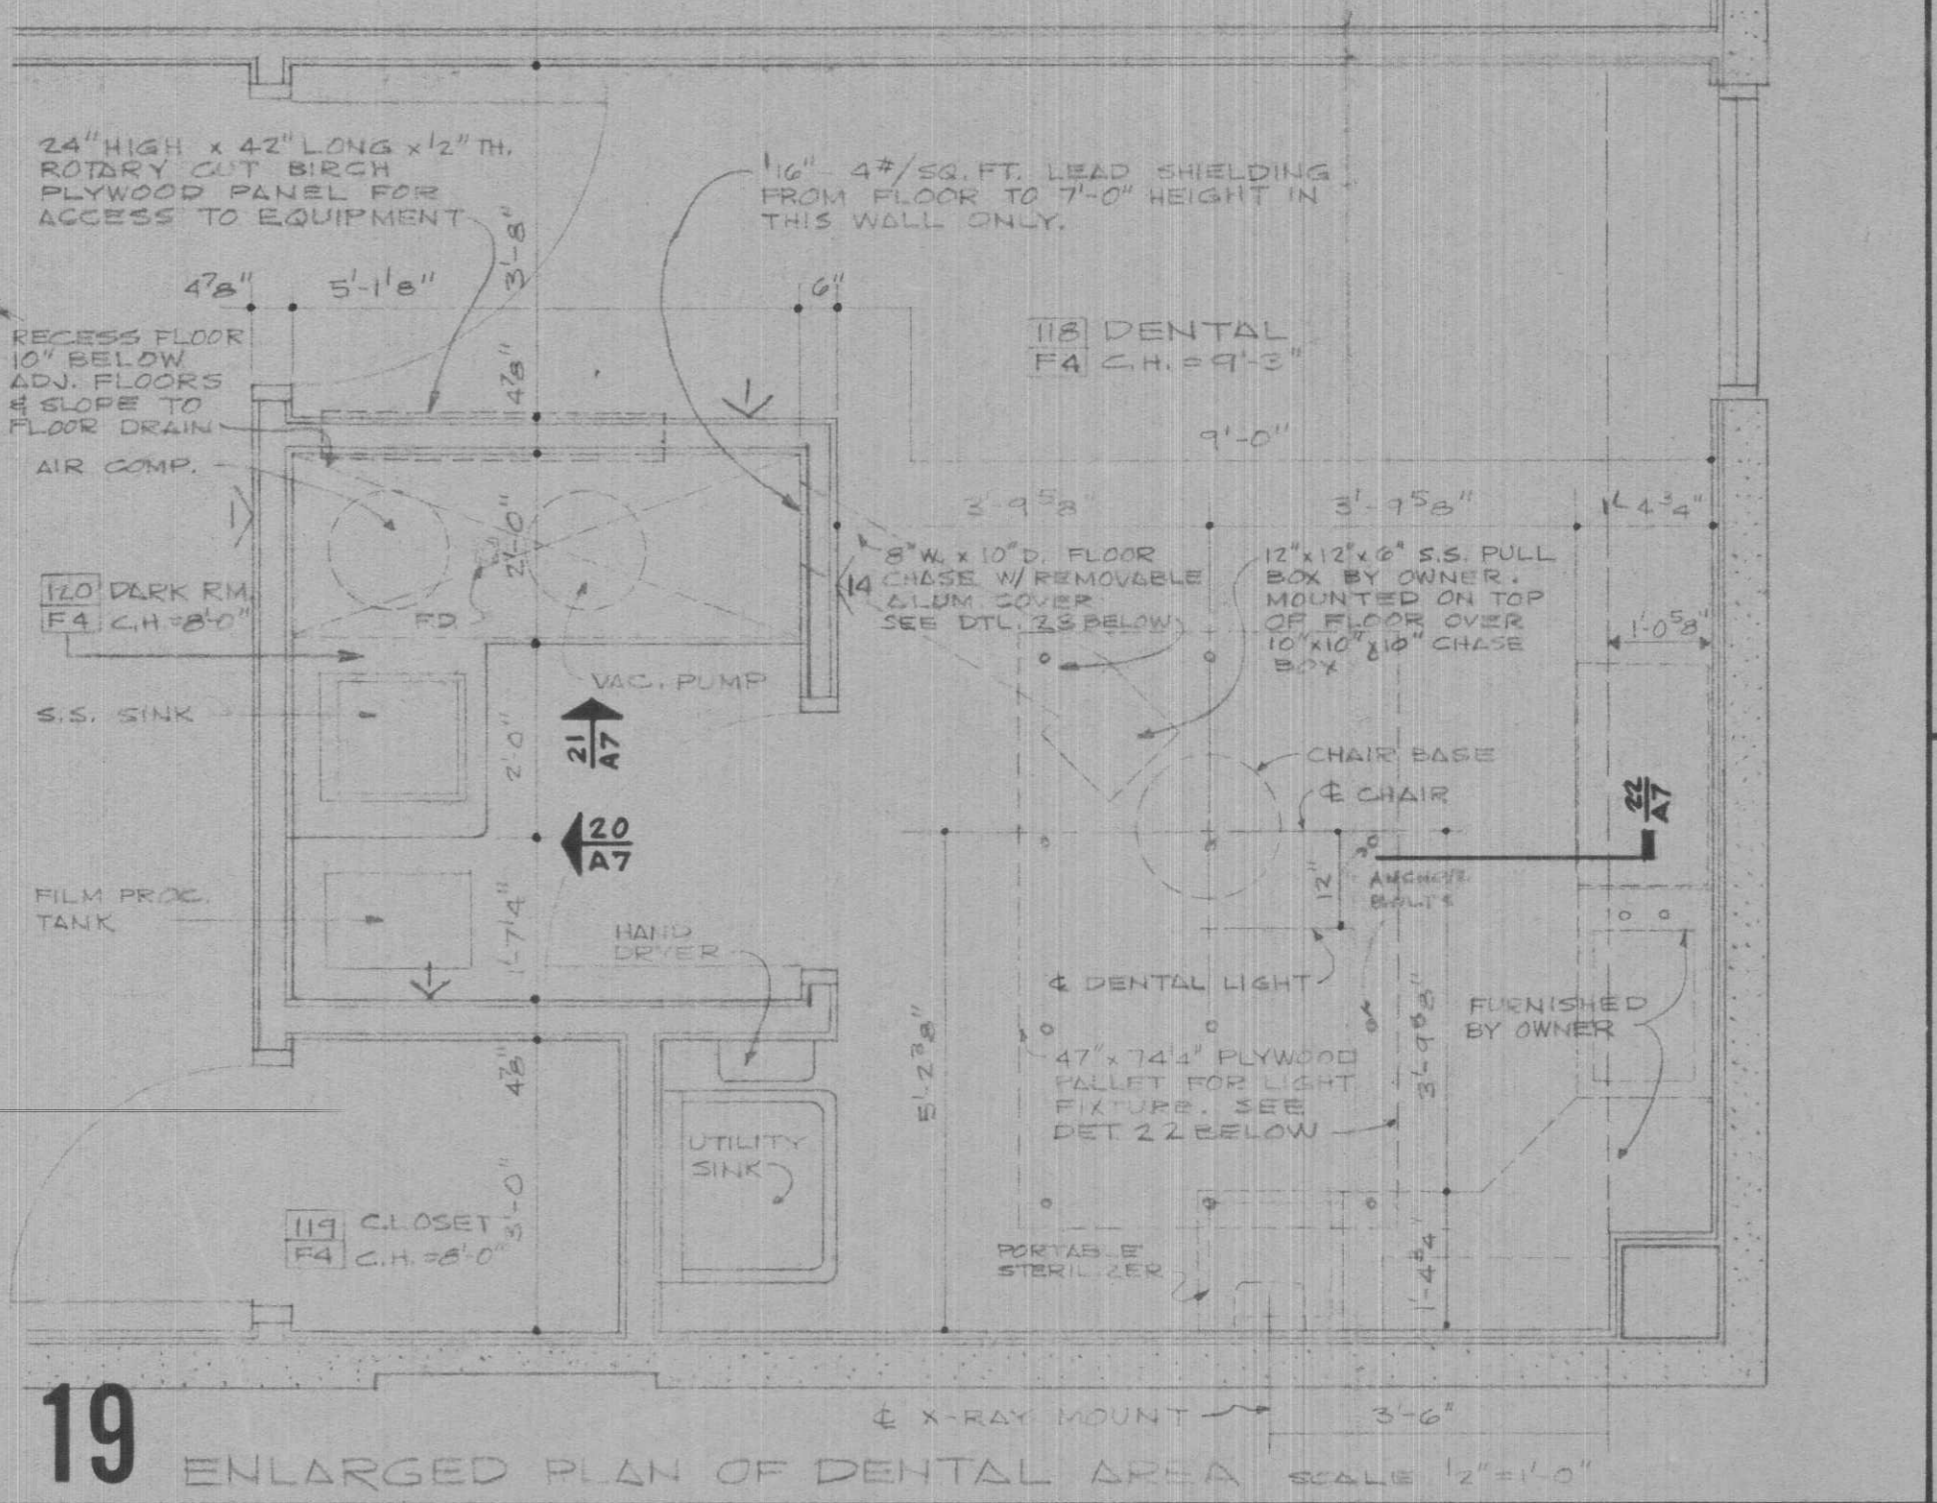 24" HIGH x 42" LONG x 1/2" TH.
ROTARY CUT BIRCH
PLYWOOD PANEL FOR
ACCESS TO EQUIPMENT
1/16" 4#/SQ. FT. LEAD SHIELDING
FROM FLOOR TO 7'-0" HEIGHT IN
THIS WALL ONLY.
3'-8"
4 7/8"
5'-1 1/8"
6"
RECESS FLOOR
10" BELOW
ADJ. FLOORS
& SLOPE TO
FLOOR DRAIN
4 7/8"
118 DENTAL
F4 C.H. = 9'-3"
9'-0"
AIR COMP.
3'-9 5/8"
3'-9 5/8"
1'-4 3/4"
2'-0"
8" W. x 10" D. FLOOR
CHASE W/ REMOVABLE
ALUM COVER
SEE DTL. 23 BELOW
14
12" x 12" x 6" S.S. PULL
BOX BY OWNER.
MOUNTED ON TOP
OF FLOOR OVER
10" x 10" x 10" CHASE
BOX
1'-0 5/8"
120 DARK RM.
F4 C.H. = 8'-0"
F.D.
VAC. PUMP
S.S. SINK
2'-0"
21
A7
CHAIR BASE
℄ CHAIR
22
A7
20
A7
12"
ANCHOR
BOLTS
FILM PROC.
TANK
1'-7 1/4"
HAND
DRYER
℄ DENTAL LIGHT
FURNISHED
BY OWNER
5'-2 3/8"
3'-9 5/8"
47" x 74 1/4" PLYWOOD
PALLET FOR LIGHT
FIXTURE. SEE
DET. 22 BELOW
4 7/8"
UTILITY
SINK
3'-0"
119 CLOSET
F4 C.H. = 8'-0"
PORTABLE
STERILIZER
1'-4 3/4"
℄ X-RAY MOUNT
3'-6"
19 ENLARGED PLAN OF DENTAL AREA SCALE 1/2" = 1'-0"